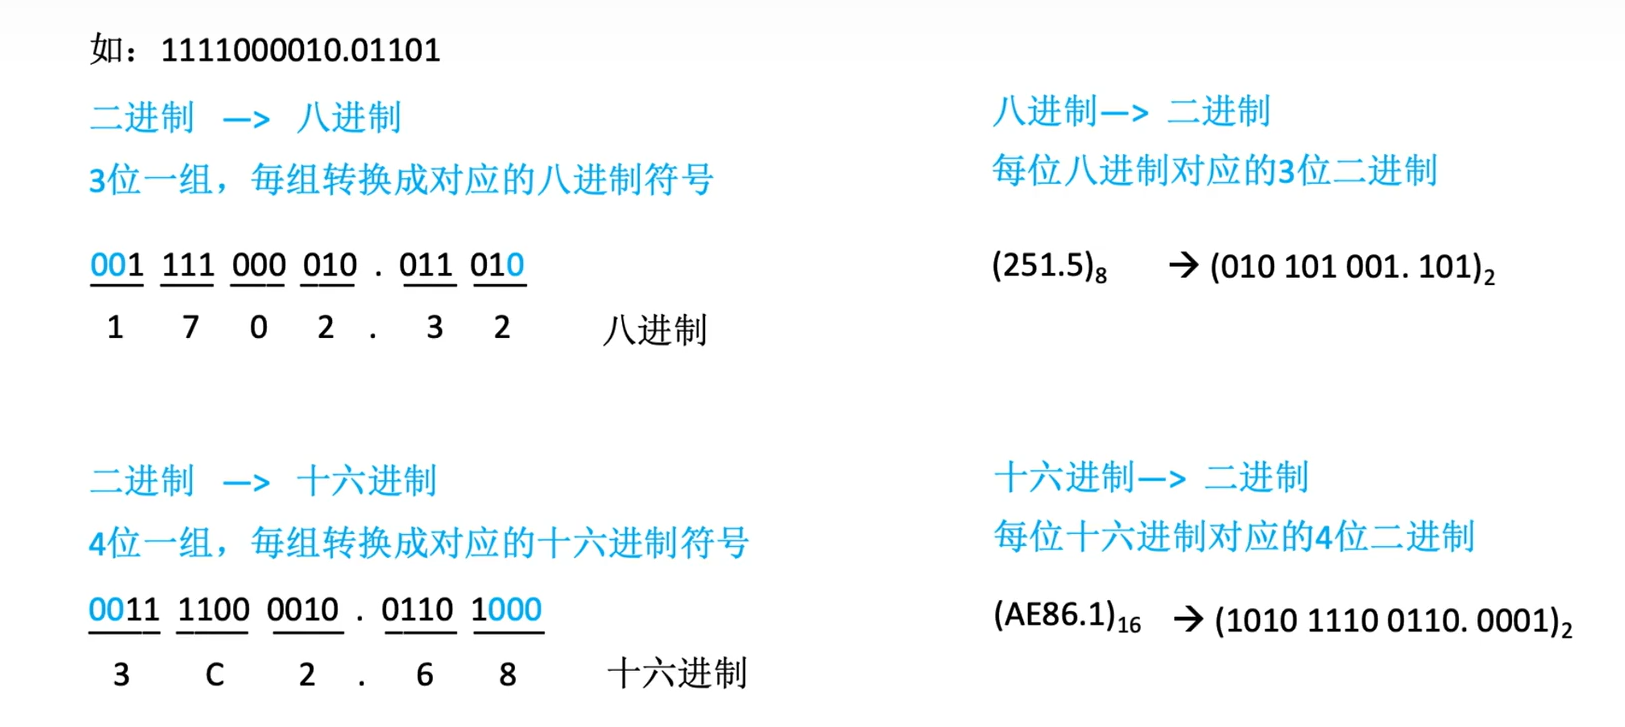 如：1111000010.01101
二进制 —> 八进制
3位一组，每组转换成对应的八进制符号
001 111 000 010 . 011 010
1 7 0 2 . 3 2 八进制
二进制 —> 十六进制
4位一组，每组转换成对应的十六进制符号
0011 1100 0010 . 0110 1000
3 C 2 . 6 8 十六进制
八进制—> 二进制
每位八进制对应的3位二进制
(251.5)8 → (010 101 001. 101)2
十六进制—> 二进制
每位十六进制对应的4位二进制
(AE86.1)16 → (1010 1110 0110. 0001)2